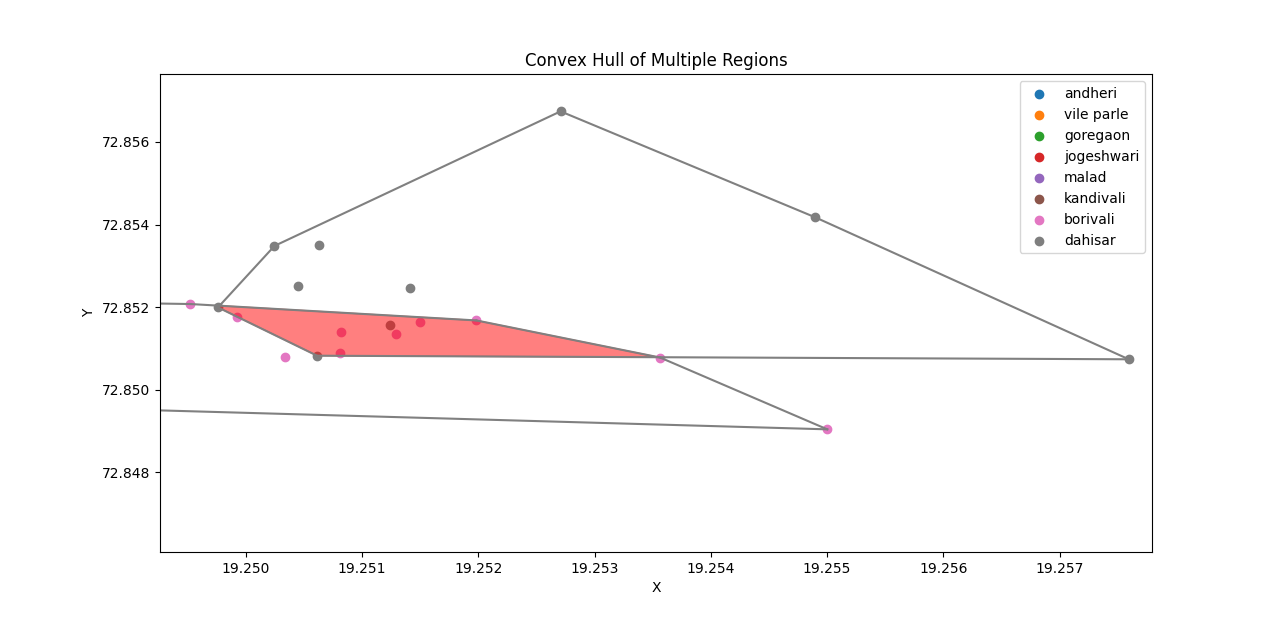 Convex Hull of Multiple Regions
andheri
vile parle
goregaon
jogeshwari
malad
kandivali
borivali
dahisar
72.856
72.854
72.852
72.850
72.848
Y
19.250 19.251 19.252 19.253 19.254 19.255 19.256 19.257
X